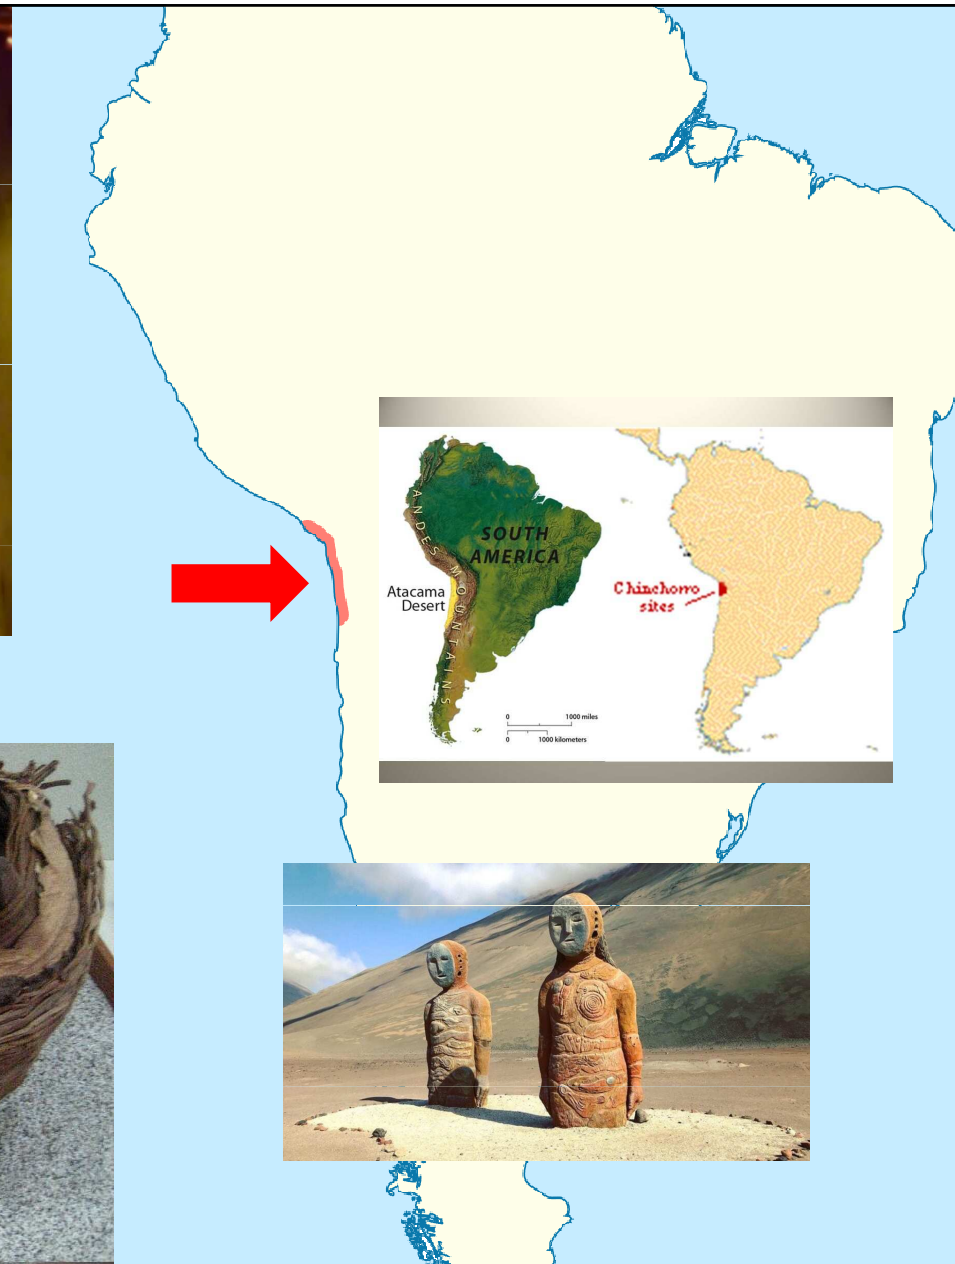 ANDES MOUNTAINS
SOUTH
AMERICA
Atacama
Desert
0 1000 miles
0 1000 kilometers
Chinchorro
sites